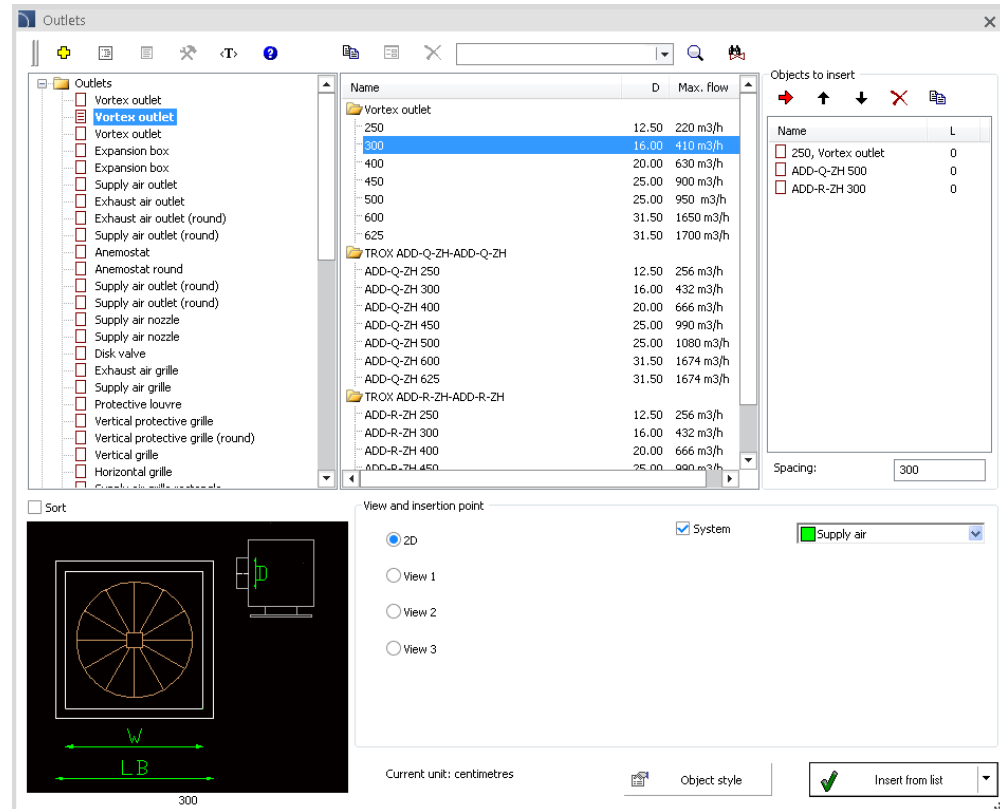 Outlets
<T>
Outlets
Vortex outlet
Vortex outlet
Vortex outlet
Expansion box
Expansion box
Supply air outlet
Exhaust air outlet
Exhaust air outlet (round)
Supply air outlet (round)
Anemostat
Anemostat round
Supply air outlet (round)
Supply air outlet (round)
Supply air nozzle
Supply air nozzle
Disk valve
Exhaust air grille
Supply air grille
Protective louvre
Vertical protective grille
Vertical protective grille (round)
Vertical grille
Horizontal grille
Supply air grille rectangle
Name D Max. flow
Vortex outlet
250 12.50 220 m3/h
300 16.00 410 m3/h
400 20.00 630 m3/h
450 25.00 900 m3/h
500 25.00 950 m3/h
600 31.50 1650 m3/h
625 31.50 1700 m3/h
TROX ADD-Q-ZH-ADD-Q-ZH
ADD-Q-ZH 250 12.50 256 m3/h
ADD-Q-ZH 300 16.00 432 m3/h
ADD-Q-ZH 400 20.00 666 m3/h
ADD-Q-ZH 450 25.00 990 m3/h
ADD-Q-ZH 500 25.00 1080 m3/h
ADD-Q-ZH 600 31.50 1674 m3/h
ADD-Q-ZH 625 31.50 1674 m3/h
TROX ADD-R-ZH-ADD-R-ZH
ADD-R-ZH 250 12.50 256 m3/h
ADD-R-ZH 300 16.00 432 m3/h
ADD-R-ZH 400 20.00 666 m3/h
ADD-R-ZH 450 25.00 990 m3/h
Objects to insert
Name L
250, Vortex outlet 0
ADD-Q-ZH 500 0
ADD-R-ZH 300 0
Spacing: 300
Sort
D
W
LB
300
View and insertion point
2D
View 1
View 2
View 3
System
Supply air
Current unit: centimetres
Object style
Insert from list